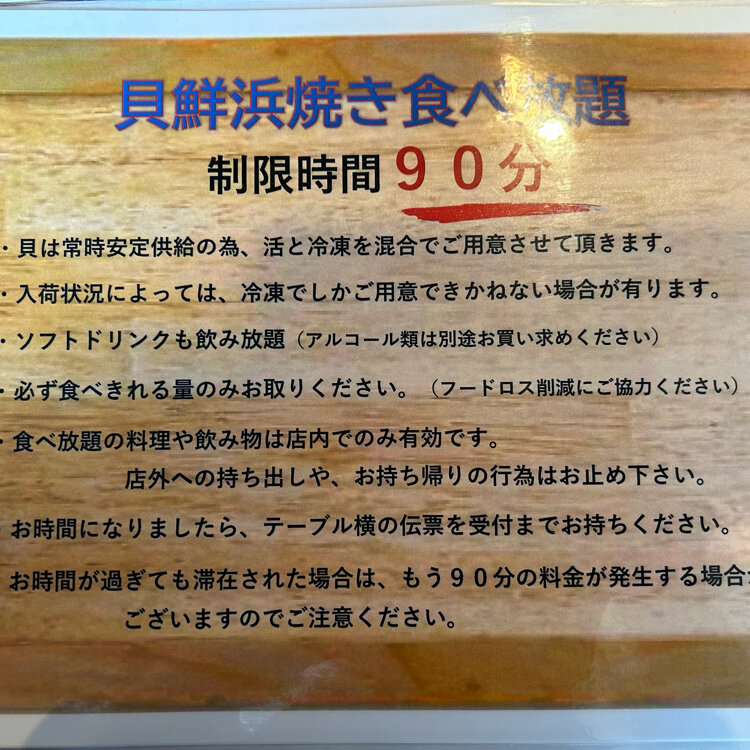 貝鮮浜焼き食べ放題
制限時間９０分
・貝は常時安定供給の為、活と冷凍を混合でご用意させて頂きます。
・入荷状況によっては、冷凍でしかご用意できかねない場合が有ります。
・ソフトドリンクも飲み放題（アルコール類は別途お買い求めください）
・必ず食べきれる量のみお取りください。（フードロス削減にご協力ください）
・食べ放題の料理や飲み物は店内でのみ有効です。
店外への持ち出しや、お持ち帰りの行為はお止め下さい。
・お時間になりましたら、テーブル横の伝票を受付までお持ちください。
お時間が過ぎても滞在された場合は、もう９０分の料金が発生する場合が
ございますのでご注意ください。